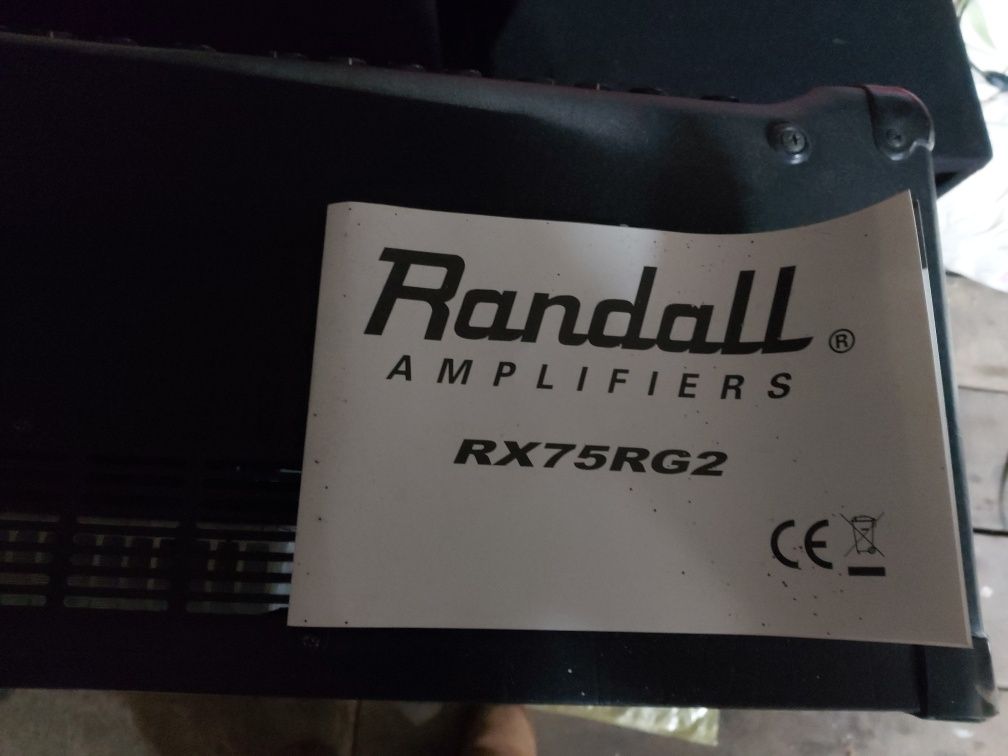 Randall ®
AMPLIFIERS
RX75RG2
CE